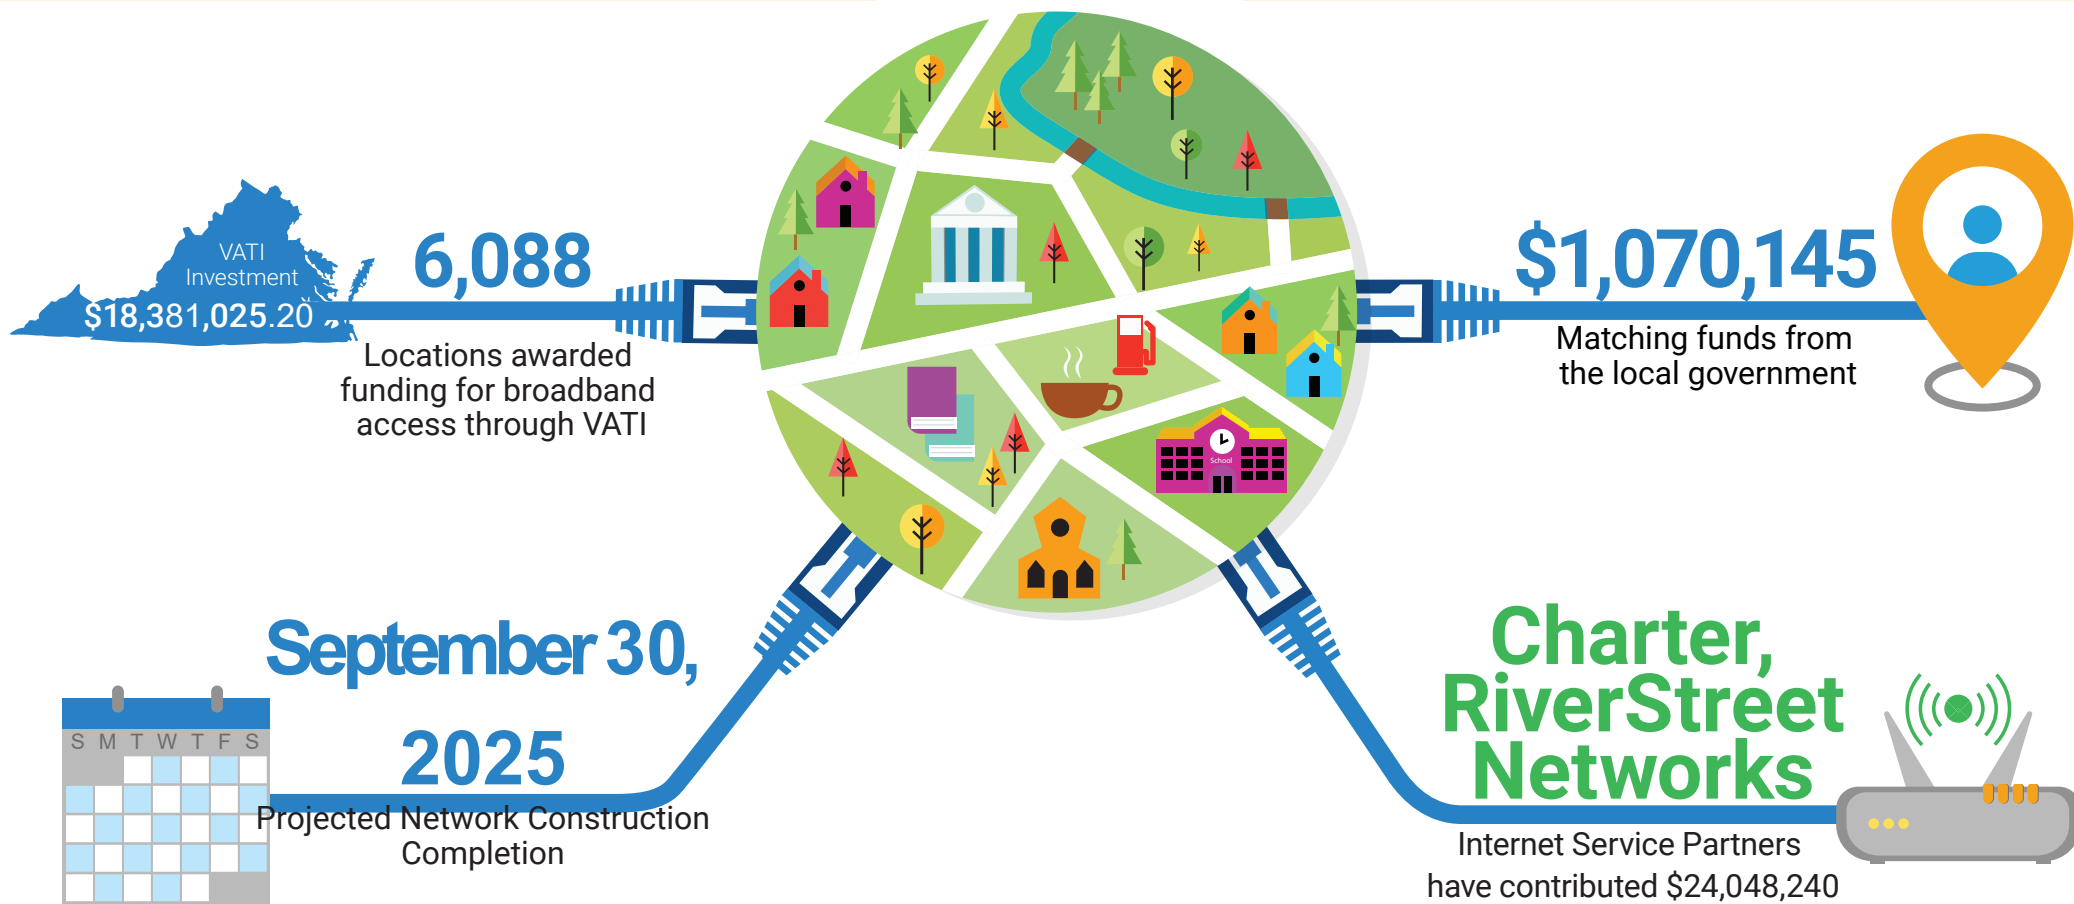 VATI
Investment
$18,381,025.20
6,088
Locations awarded
funding for broadband
access through VATI
$1,070,145
Matching funds from
the local government
School
September 30,
2025
Projected Network Construction
Completion
S M T W T F S
Charter,
RiverStreet
Networks
Internet Service Partners
have contributed $24,048,240